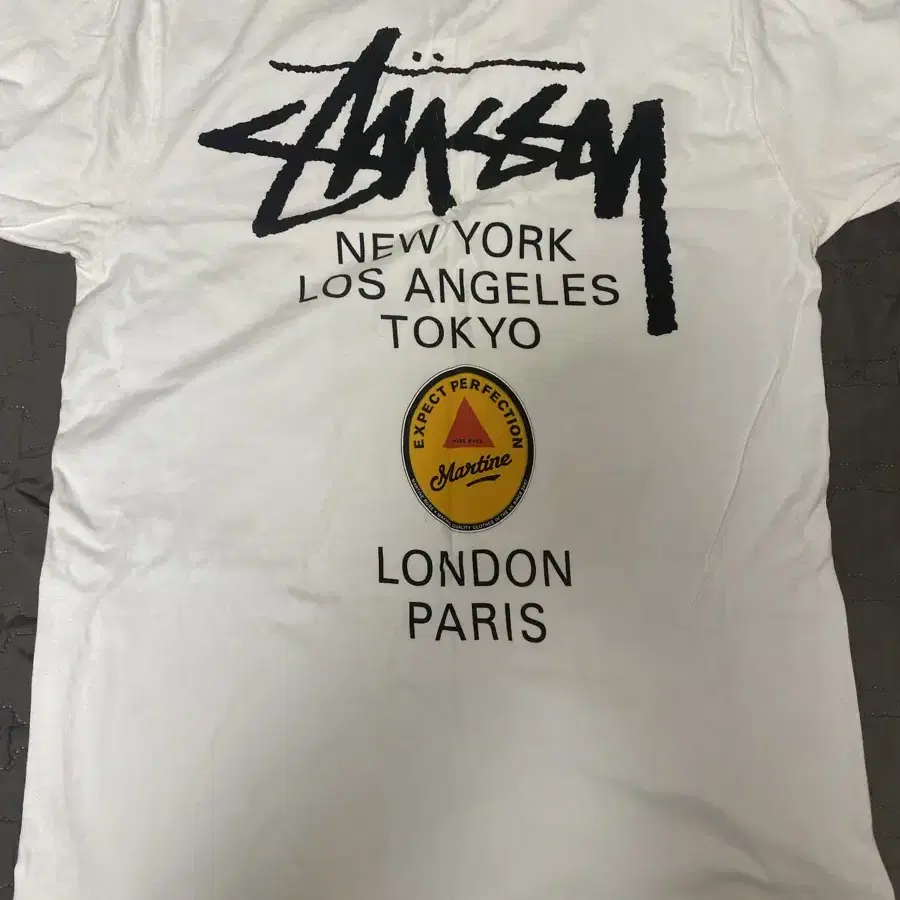 STÜSSY
NEW YORK
LOS ANGELES
TOKYO
EXPECT PERFECTION
Martine
LONDON
PARIS